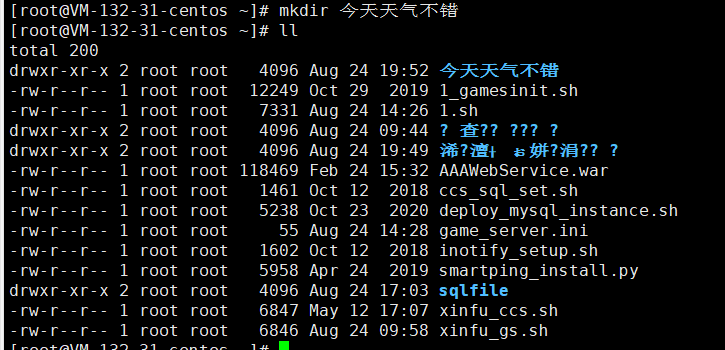 [root@VM-132-31-centos ~]# mkdir 今天天气不错
[root@VM-132-31-centos ~]# ll
total 200
drwxr-xr-x 2 root root   4096 Aug 24 19:52 今天天气不错
-rw-r--r-- 1 root root  12249 Oct 29  2019 1_gamesinit.sh
-rw-r--r-- 1 root root   7331 Aug 24 14:26 1.sh
drwxr-xr-x 2 root root   4096 Aug 24 09:44 ? 查?? ??? ?
drwxr-xr-x 2 root root   4096 Aug 24 19:49 浠?澶╂ ぉ姘?涓?? ?
-rw-r--r-- 1 root root 118469 Feb 24 15:32 AAAWebService.war
-rw-r--r-- 1 root root   1461 Oct 12  2018 ccs_sql_set.sh
-rw-r--r-- 1 root root   5238 Oct 23  2020 deploy_mysql_instance.sh
-rw-r--r-- 1 root root     55 Aug 24 14:28 game_server.ini
-rw-r--r-- 1 root root   1602 Oct 12  2018 inotify_setup.sh
-rw-r--r-- 1 root root   5958 Apr 24  2019 smartping_install.py
drwxr-xr-x 2 root root   4096 Aug 24 17:03 sqlfile
-rw-r--r-- 1 root root   6847 May 12 17:07 xinfu_ccs.sh
-rw-r--r-- 1 root root   6846 Aug 24 09:58 xinfu_gs.sh
[root@VM-132-31-centos ~]#